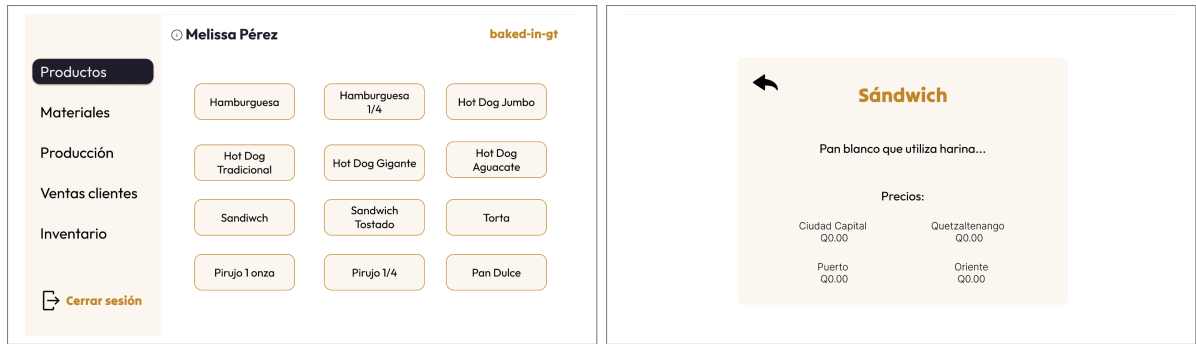 Melissa Pérez
baked-in-gt
Productos
Materiales
Producción
Ventas clientes
Inventario
Cerrar sesión
Hamburguesa
Hamburguesa
1/4
Hot Dog Jumbo
Hot Dog
Tradicional
Hot Dog Gigante
Hot Dog
Aguacate
Sandiwch
Sandwich
Tostado
Torta
Pirujo 1 onza
Pirujo 1/4
Pan Dulce
Sándwich
Pan blanco que utiliza harina...
Precios:
Ciudad Capital
Q0.00
Quetzaltenango
Q0.00
Puerto
Q0.00
Oriente
Q0.00